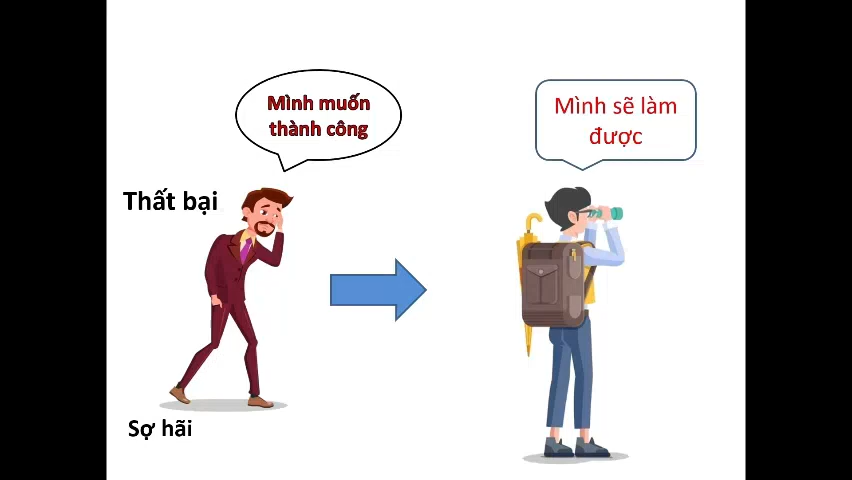 Mình muốn
thành công
Mình sẽ làm
được
Thất bại
Sợ hãi